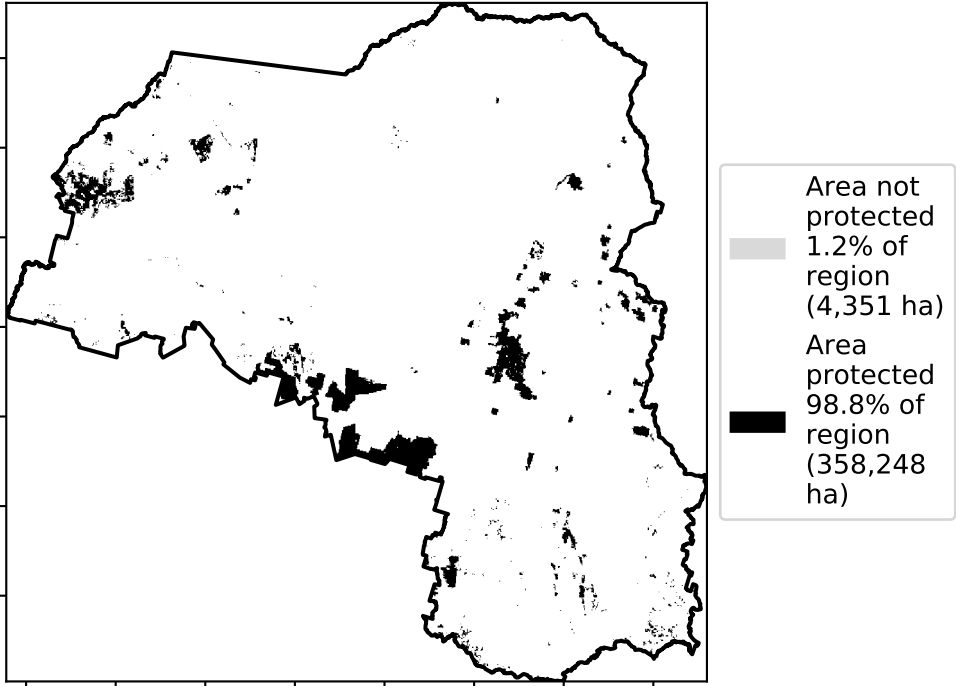 Area not
protected
1.2% of
region
(4,351 ha)
Area
protected
98.8% of
region
(358,248
ha)